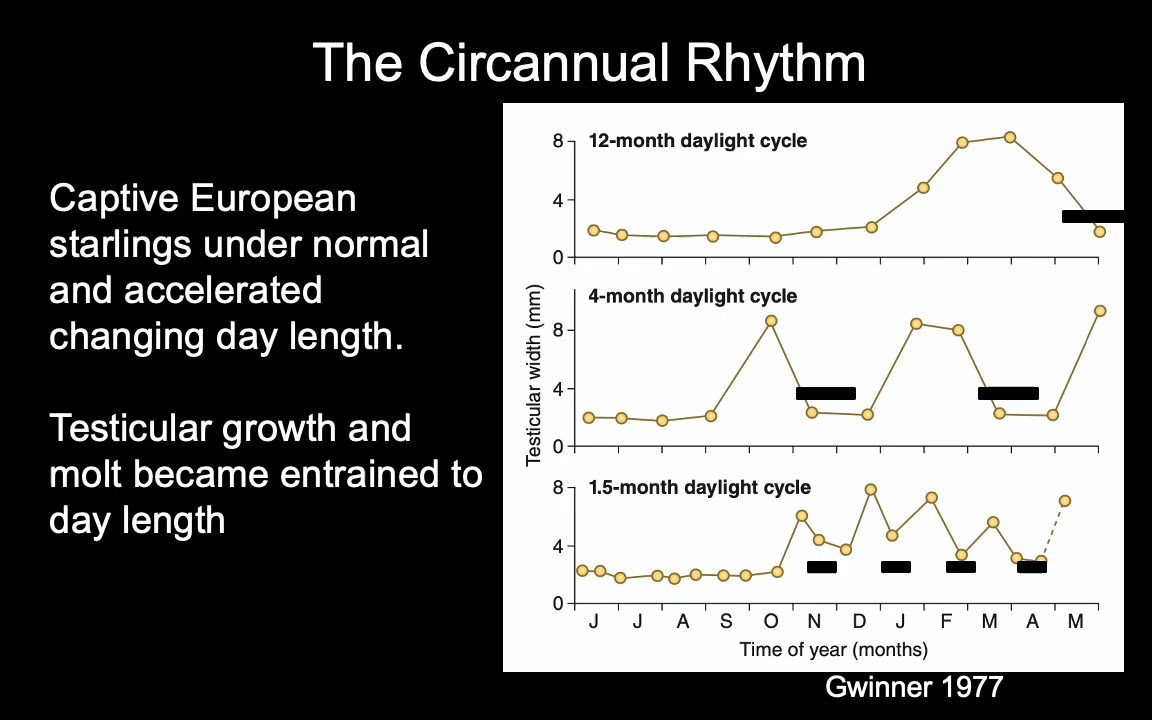 The Circannual Rhythm
Captive European
starlings under normal
and accelerated
changing day length.
Testicular growth and
molt became entrained to
day length
Testicular width (mm)
12-month daylight cycle
8
4
0
4-month daylight cycle
8
4
0
1.5-month daylight cycle
8
4
0
J J A S O N D J F M A M
Time of year (months)
Gwinner 1977